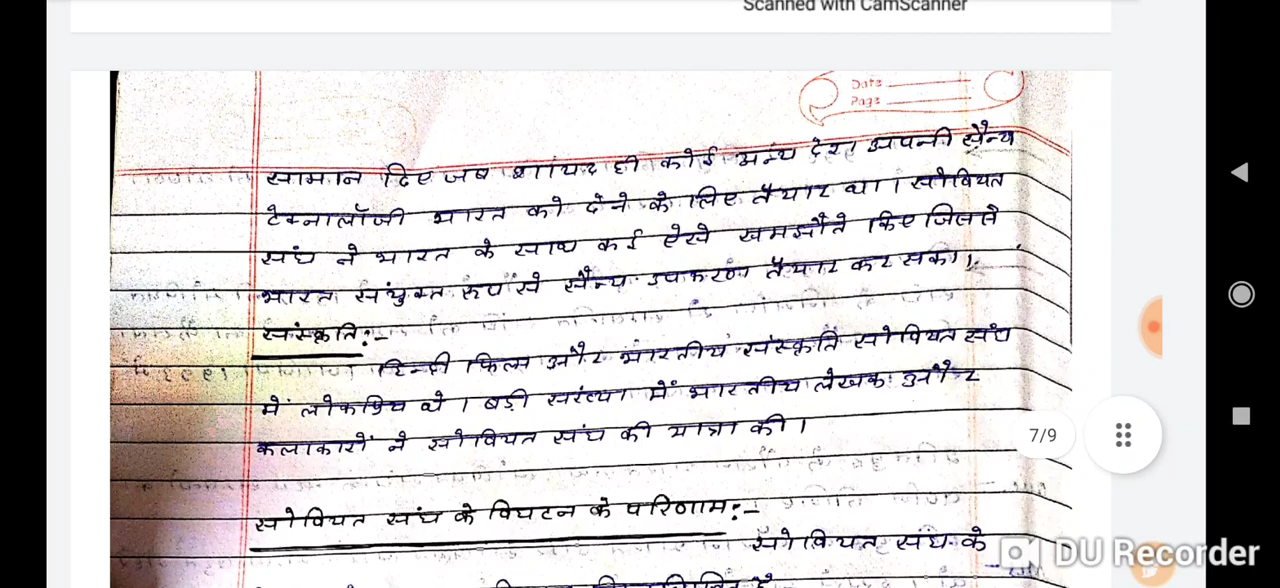 Scanned with CamScanner
Date
Page
सामान दिए जब शायद ही कोई अन्य देश अपनी सैन्य
टेक्नालॉजी भारत को देने के लिए तैयार था। सोवियत
संघ ने भारत के साथ कई ऐसे समझौते किए जिससे
भारत संयुक्त रुप से सैन्य उपकरण तैयार कर सकें।
संस्कृति:-
हिन्दी फिल्म और भारतीय संस्कृति सोवियत संघ
में लोकप्रिय थे। बड़ी संख्या में भारतीय लेखक और
कलाकारों ने सोवियत संघ की यात्रा की।
7/9
सोवियत संघ के विघटन के परिणाम:-
सोवियत संघ के
DU Recorder